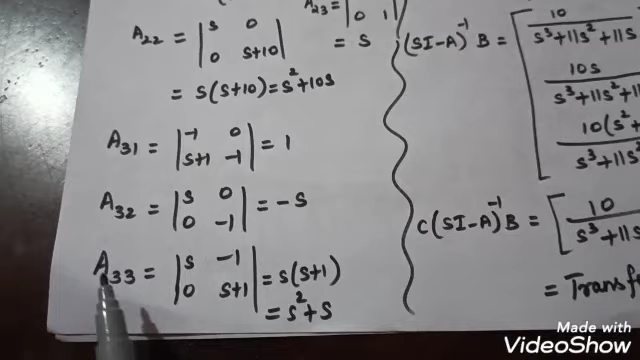 A23 = | 0 1 |
A22 = | s 0 |
| 0 s+10 |
= s
= s(s+10) = s²+10s
A31 = | -1 0 |
| s+1 -1 | = 1
A32 = | s 0 |
| 0 -1 | = -s
A33 = | s -1 |
| 0 s+1 | = s(s+1)
= s²+s
(sI-A)⁻¹ B = [ 10
s³+11s²+11s
10s
s³+11s²+11
10(s²+
s³+11s²
C(sI-A)⁻¹B = [ 10
s³+11s
= Transf
Made with
VideoShow